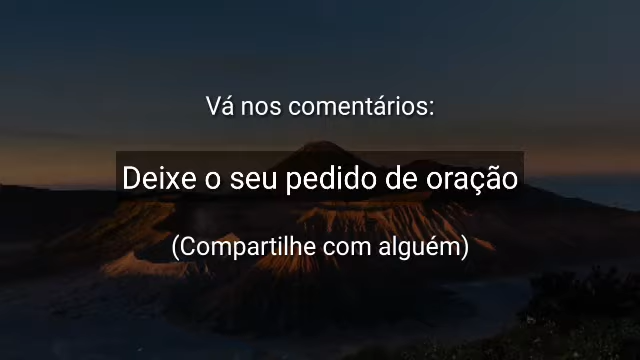 Vá nos comentários:
Deixe o seu pedido de oração
(Compartilhe com alguém)